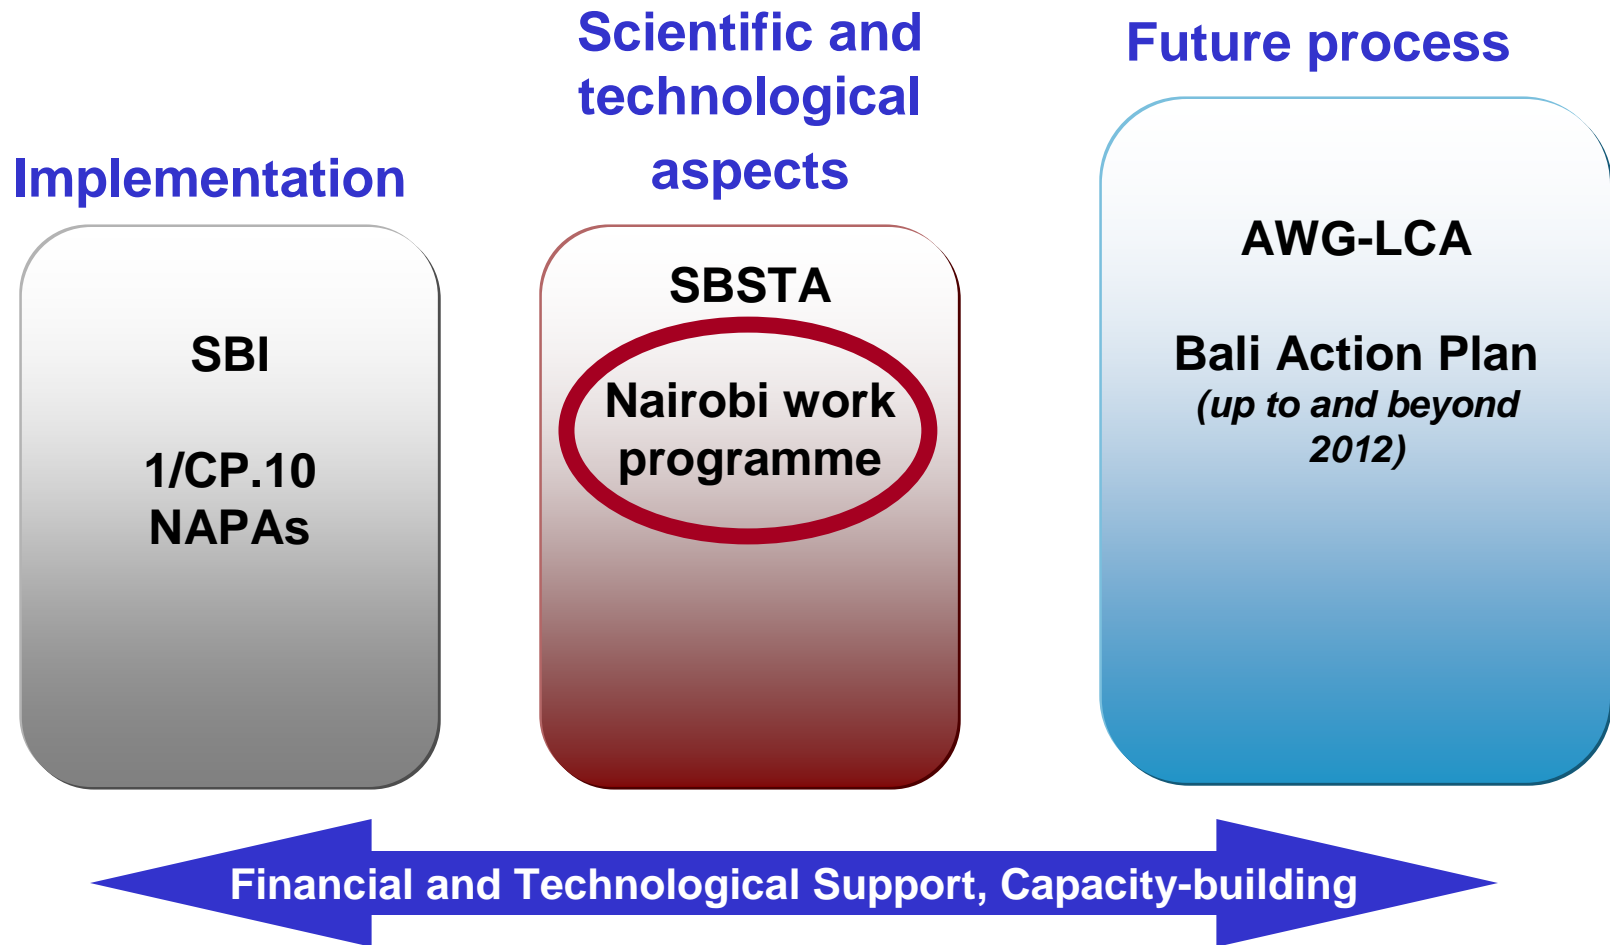 Implementation
SBI
1/CP.10
NAPAs
Scientific and
technological
aspects
SBSTA
Nairobi work
programme
Future process
AWG-LCA
Bali Action Plan
(up to and beyond
2012)
Financial and Technological Support, Capacity-building